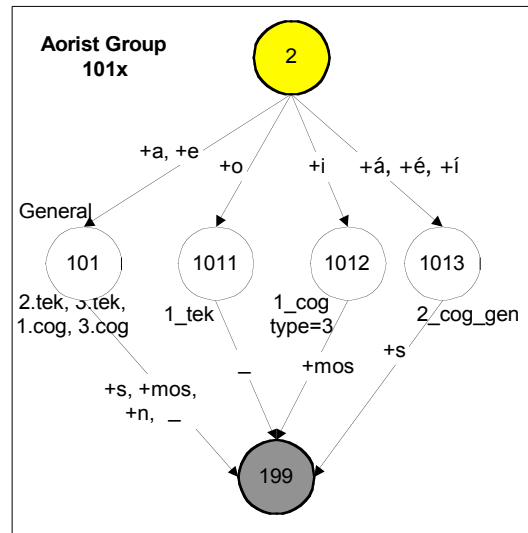 Aorist Group
101x
2
+a, +e
+o
+i
+á, +é, +í
General
101
1011
1012
1013
2.tek, 3.tek,
1.cog, 3.cog
1_tek
1_cog
type=3
2_cog_gen
+s, +mos,
+n, _
_
+mos
+s
199